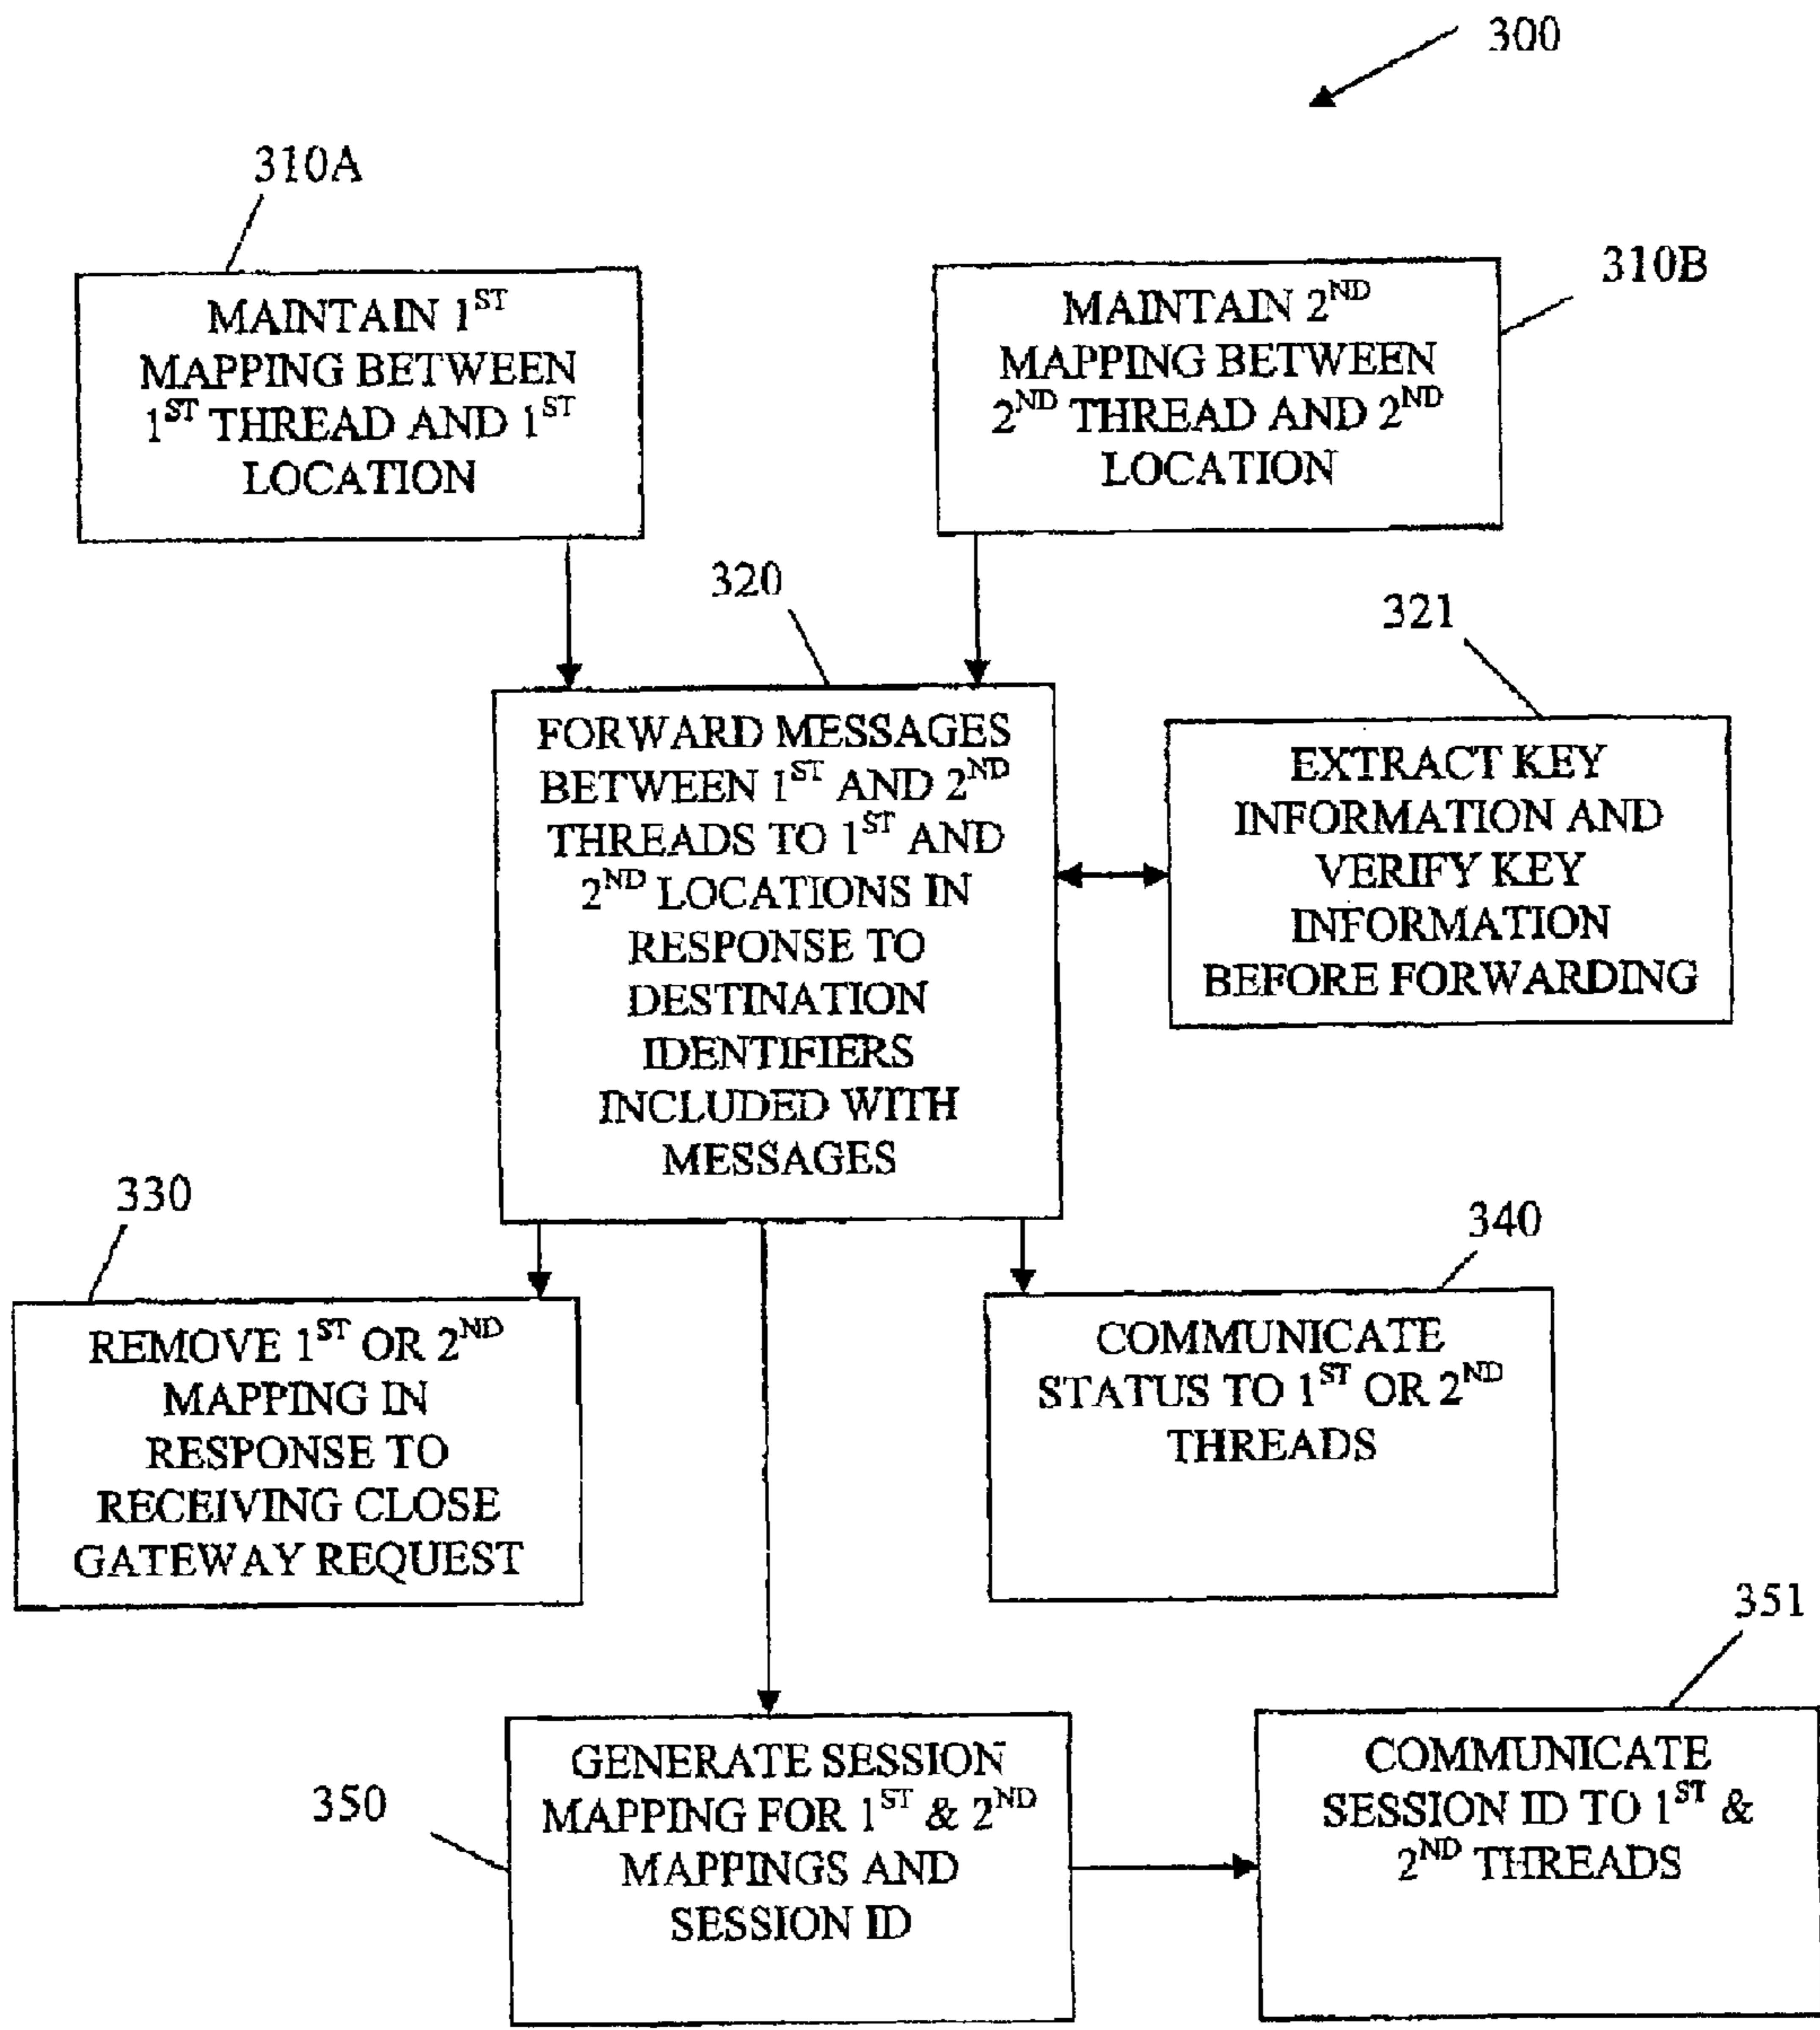 300
310A
MAINTAIN 1ST
MAPPING BETWEEN
1ST THREAD AND 1ST
LOCATION
310B
MAINTAIN 2ND
MAPPING BETWEEN
2ND THREAD AND 2ND
LOCATION
320
FORWARD MESSAGES
BETWEEN 1ST AND 2ND
THREADS TO 1ST AND
2ND LOCATIONS IN
RESPONSE TO
DESTINATION
IDENTIFIERS
INCLUDED WITH
MESSAGES
321
EXTRACT KEY
INFORMATION AND
VERIFY KEY
INFORMATION
BEFORE FORWARDING
330
REMOVE 1ST OR 2ND
MAPPING IN
RESPONSE TO
RECEIVING CLOSE
GATEWAY REQUEST
340
COMMUNICATE
STATUS TO 1ST OR 2ND
THREADS
350
GENERATE SESSION
MAPPING FOR 1ST & 2ND
MAPPINGS AND
SESSION ID
351
COMMUNICATE
SESSION ID TO 1ST &
2ND THREADS